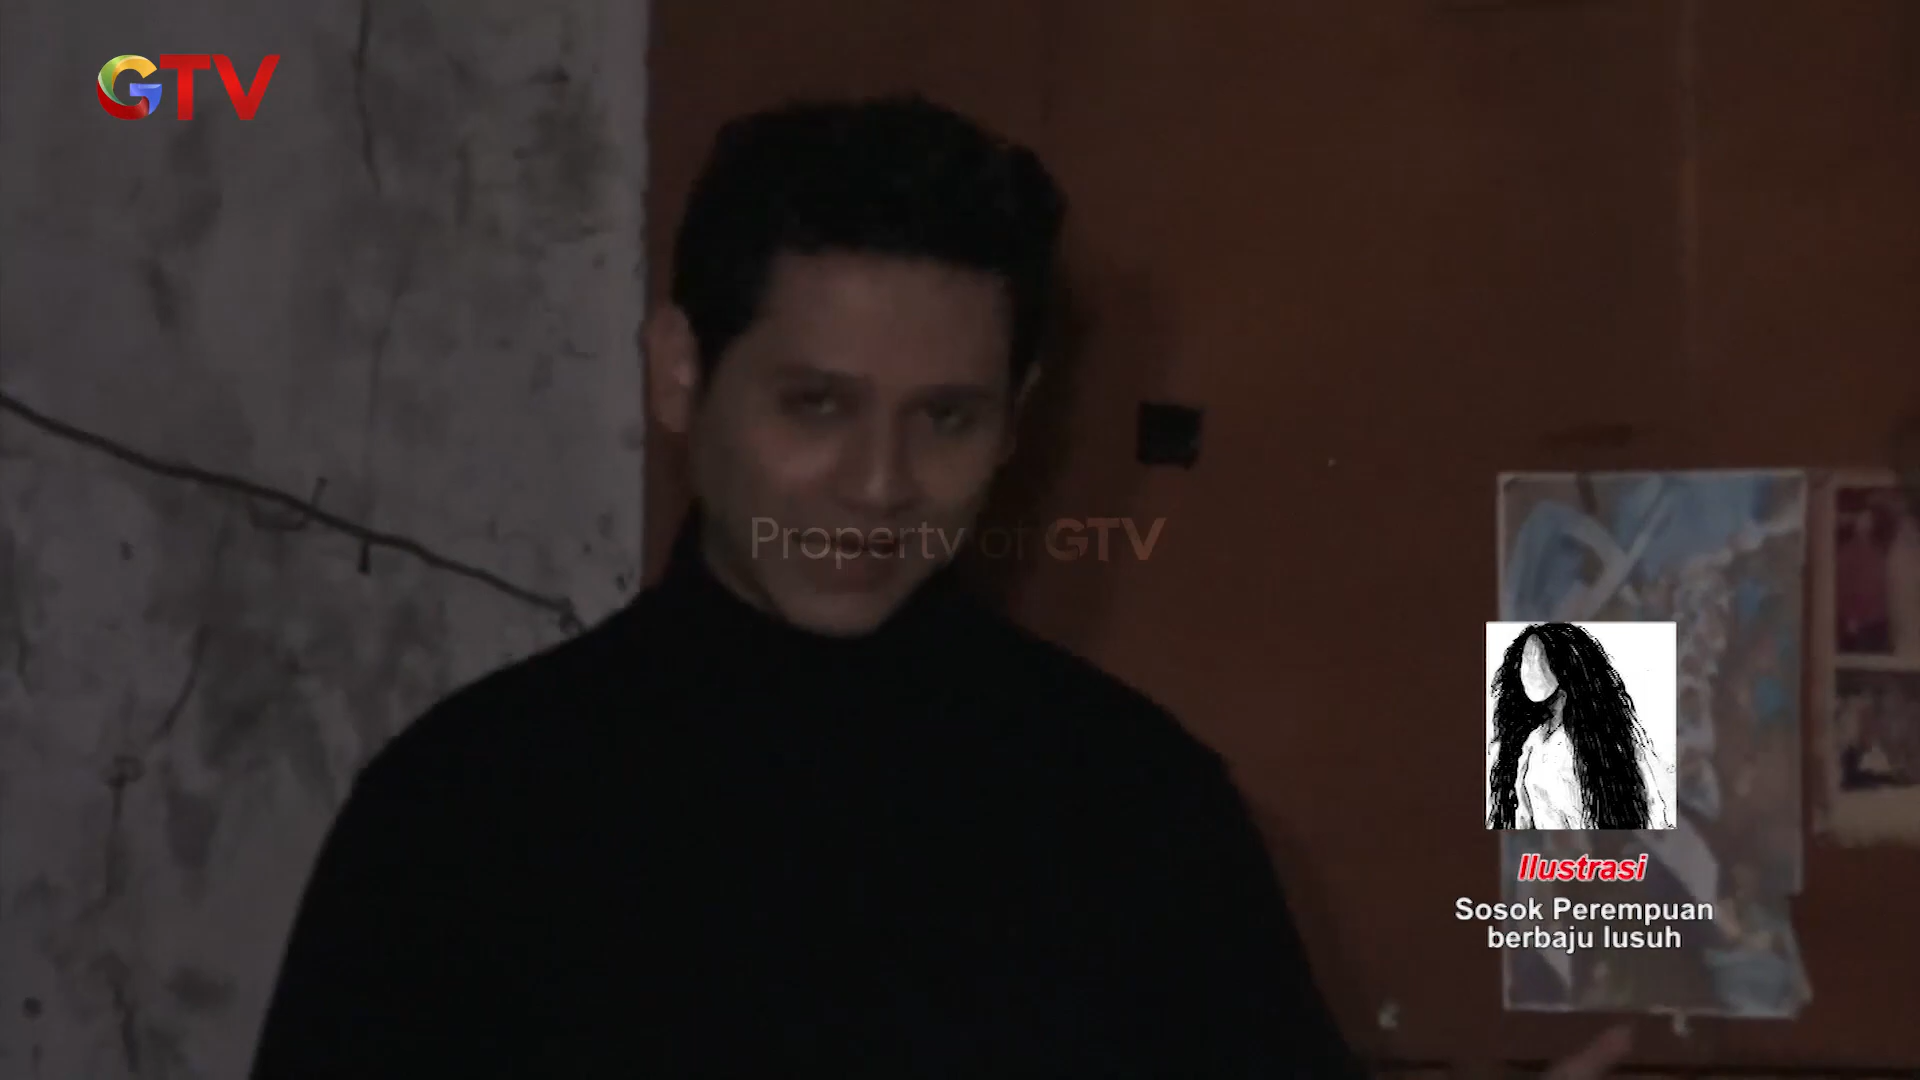 GTV
Property of GTV
Ilustrasi
Sosok Perempuan
berbaju lusuh